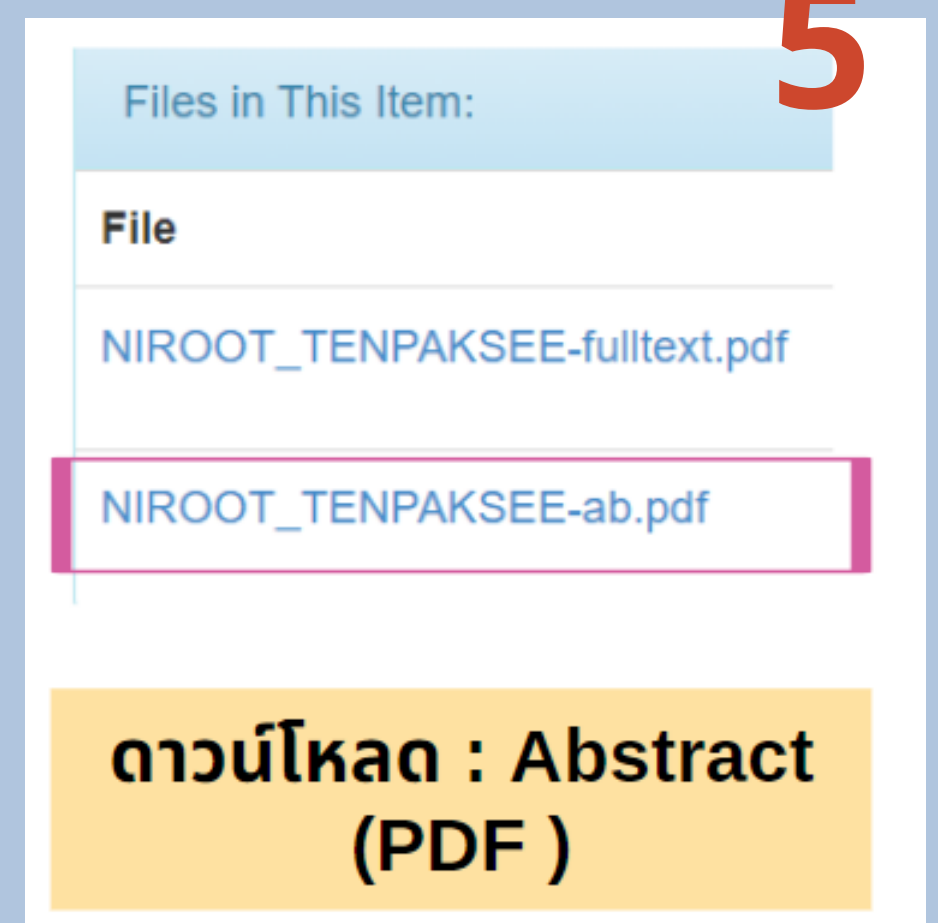 5
Files in This Item:
File
NIROOT_TENPAKSEE-fulltext.pdf
NIROOT_TENPAKSEE-ab.pdf
ดาวน์โหลด : Abstract
(PDF )